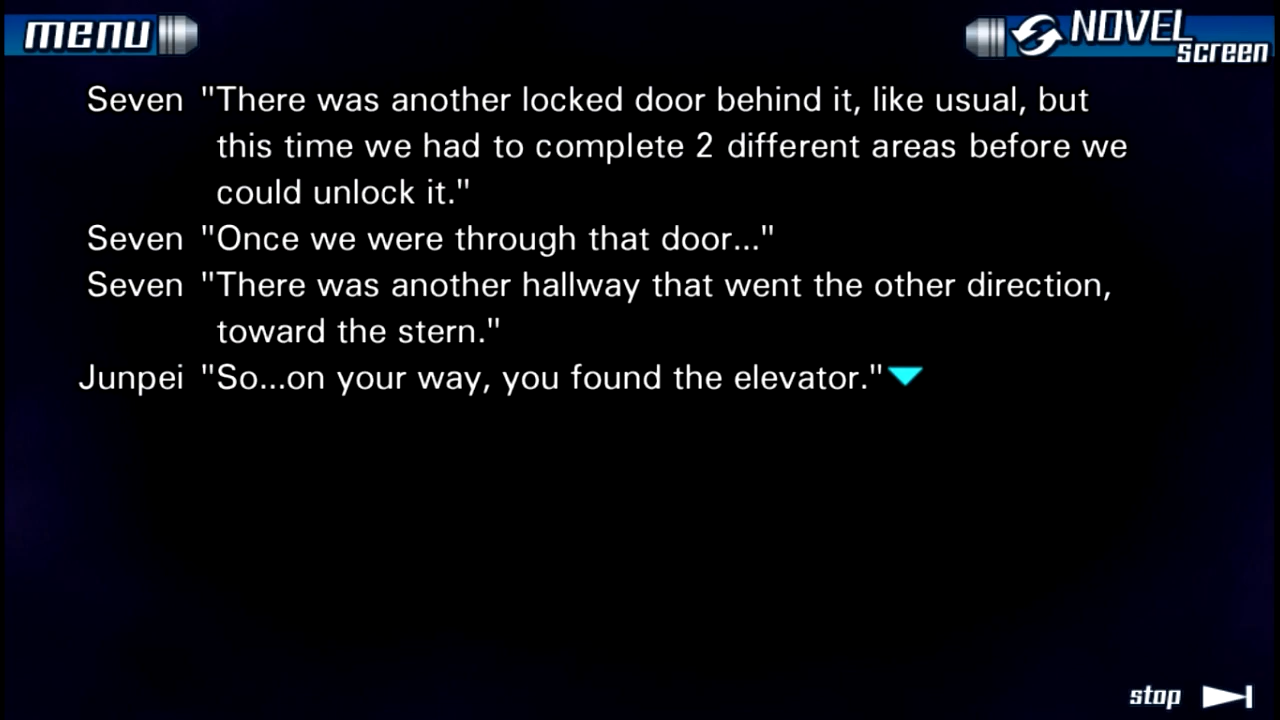 menu
NOVEL
screen
Seven "There was another locked door behind it, like usual, but
this time we had to complete 2 different areas before we
could unlock it."
Seven "Once we were through that door..."
Seven "There was another hallway that went the other direction,
toward the stern."
Junpei "So...on your way, you found the elevator."
stop